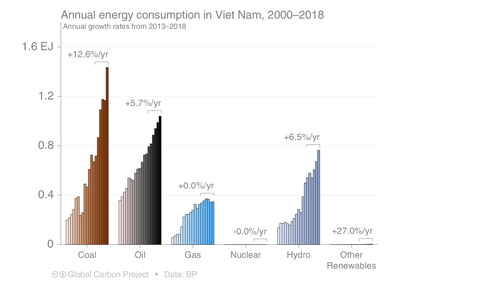 Annual energy consumption in Viet Nam, 2000–2018
Annual growth rates from 2013–2018
1.6 EJ
+12.6%/yr
1.2
+5.7%/yr
0.8
+6.5%/yr
+0.0%/yr
0.4
-0.0%/yr
+27.0%/yr
0
Coal
Oil
Gas
Nuclear
Hydro
Other
Renewables
Global Carbon Project • Data: BP